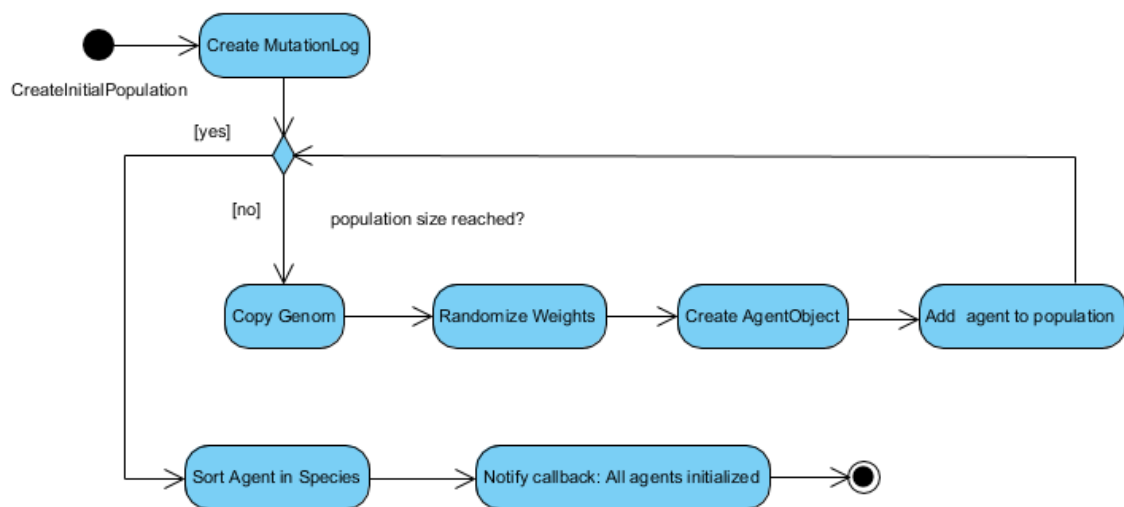 Create MutationLog
CreateInitialPopulation
[yes]
[no]
population size reached?
Copy Genom
Randomize Weights
Create AgentObject
Add  agent to population
Sort Agent in Species
Notify callback: All agents initialized